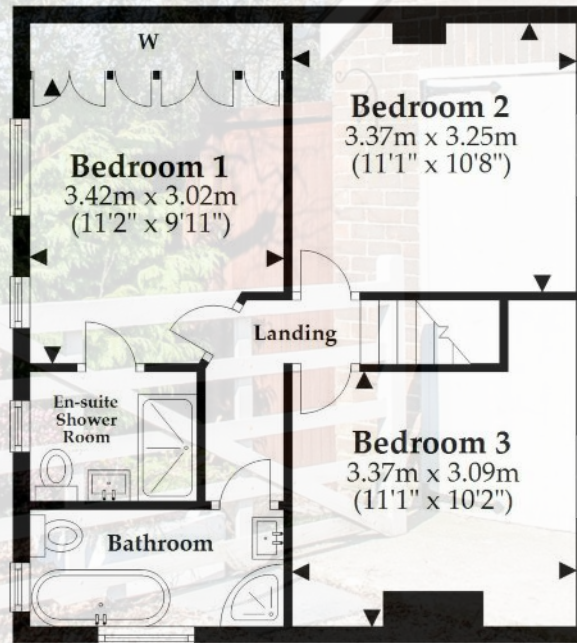 W
Bedroom 1
3.42m x 3.02m
(11'2" x 9'11")
Bedroom 2
3.37m x 3.25m
(11'1" x 10'8")
Landing
En-suite
Shower
Room
Bedroom 3
3.37m x 3.09m
(11'1" x 10'2")
Bathroom